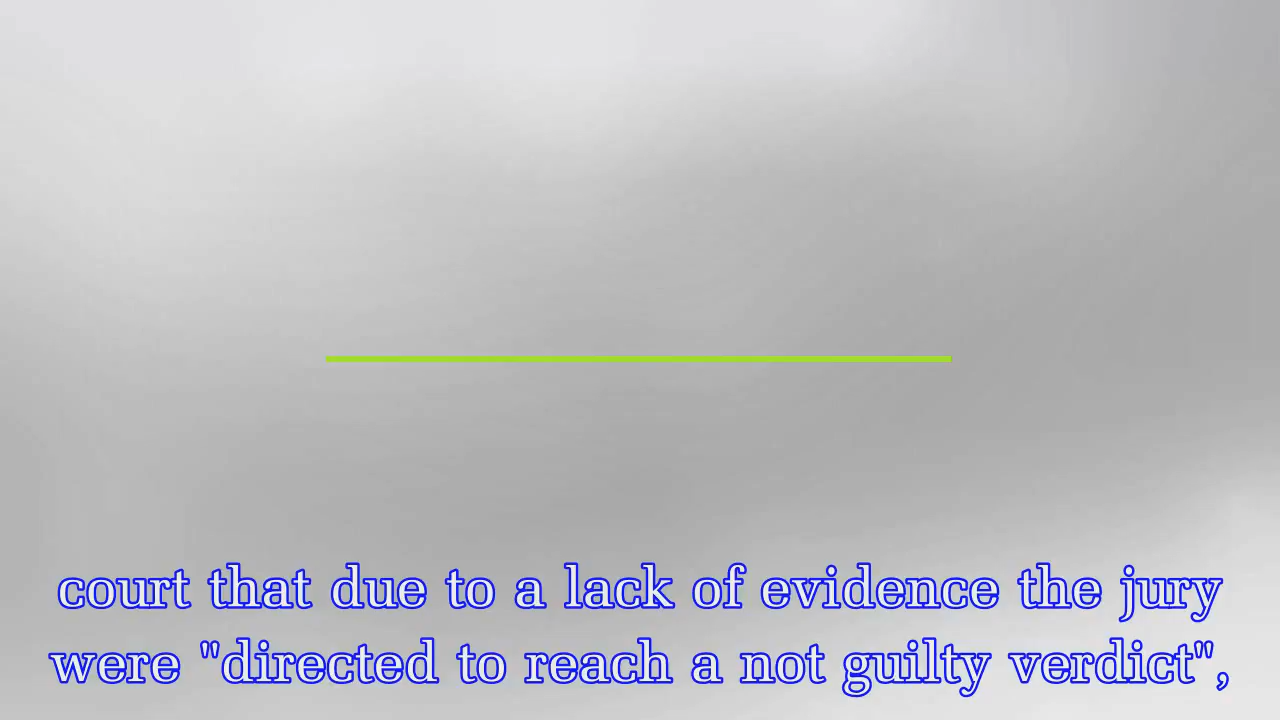 court that due to a lack of evidence the jury
were "directed to reach a not guilty verdict",